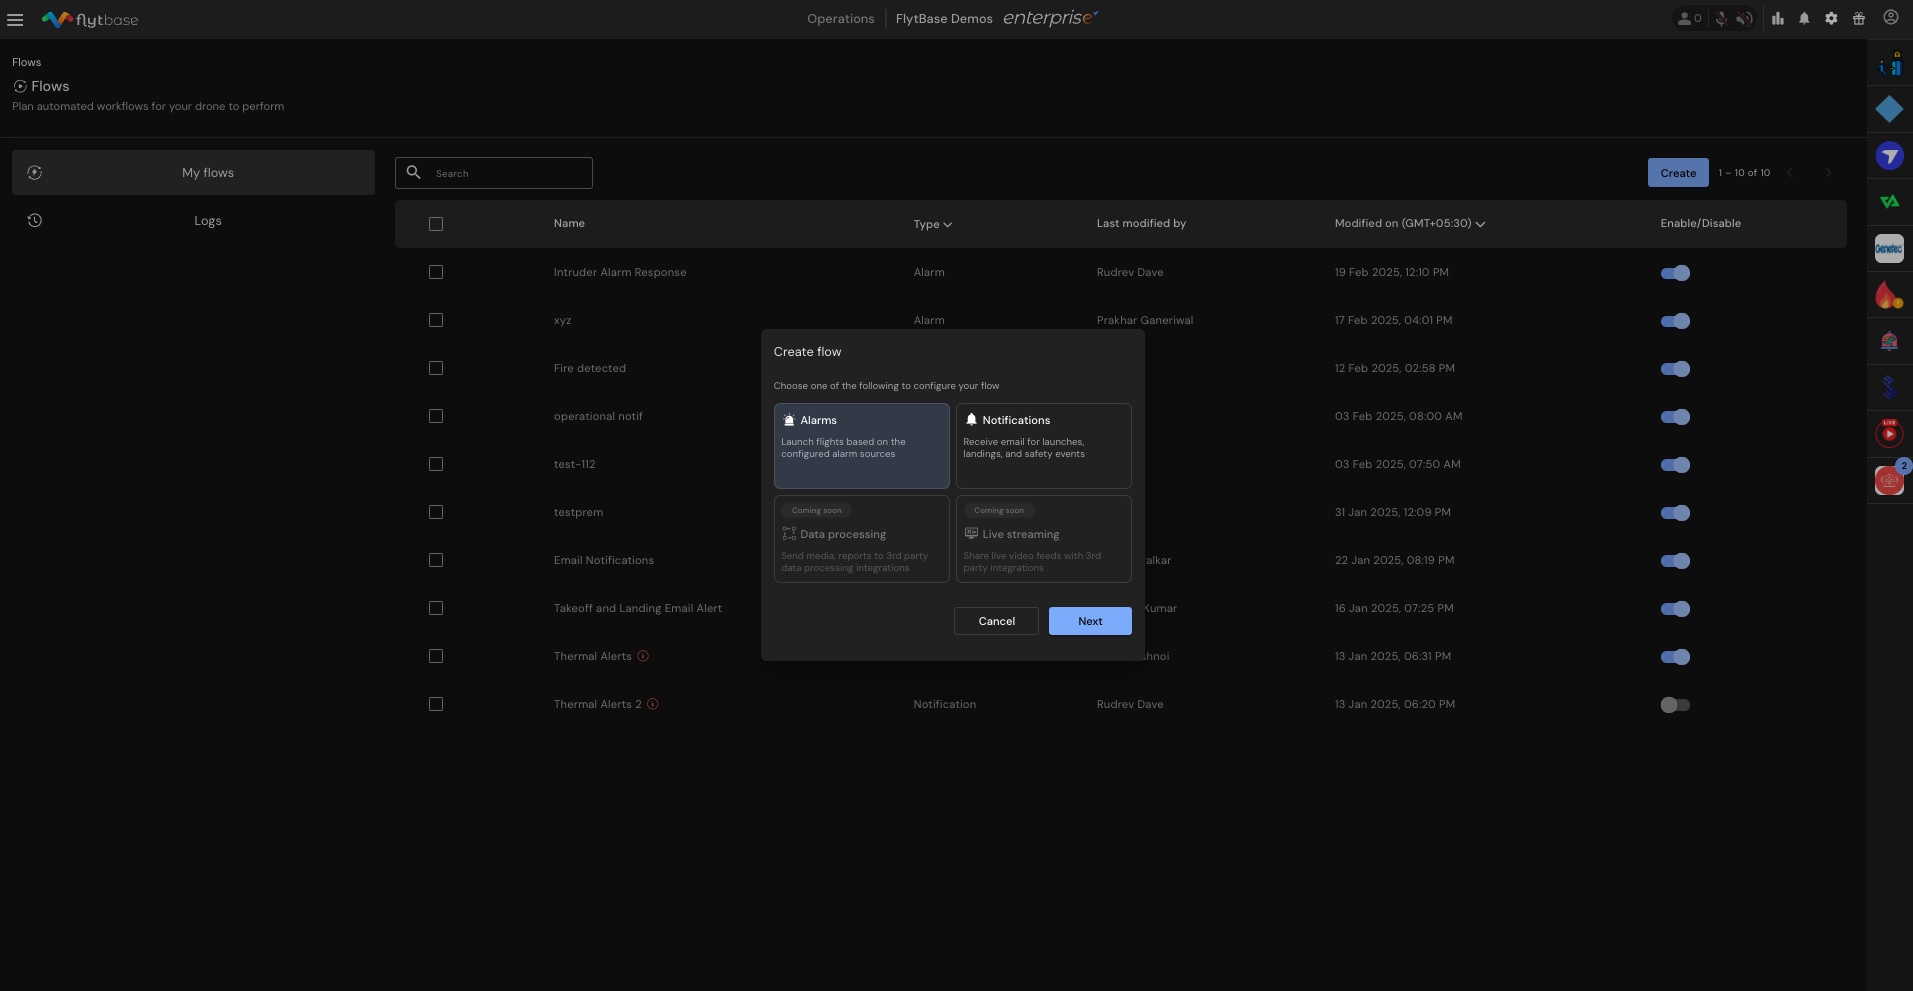 flytbase
Operations
FlytBase Demos enterprise
0
Flows
Flows
Plan automated workflows for your drone to perform
My flows
Logs
Search
Create
1 – 10 of 10
Name Type Last modified by Modified on (GMT+05:30) Enable/Disable
Intruder Alarm Response Alarm Rudrev Dave 19 Feb 2025, 12:10 PM
xyz Alarm Prakhar Ganeriwal 17 Feb 2025, 04:01 PM
Fire detected 12 Feb 2025, 02:58 PM
operational notif 03 Feb 2025, 08:00 AM
test-112 03 Feb 2025, 07:50 AM
testprem 31 Jan 2025, 12:09 PM
Email Notifications alkar 22 Jan 2025, 08:19 PM
Takeoff and Landing Email Alert Kumar 16 Jan 2025, 07:25 PM
Thermal Alerts hnoi 13 Jan 2025, 06:31 PM
Thermal Alerts 2 Notification Rudrev Dave 13 Jan 2025, 06:20 PM
Create flow
Choose one of the following to configure your flow
Alarms
Launch flights based on the
configured alarm sources
Notifications
Receive email for launches,
landings, and safety events
Coming soon
Data processing
Send media, reports to 3rd party
data processing integrations
Coming soon
Live streaming
Share live video feeds with 3rd
party integrations
Cancel
Next
Genetec
LIVE
2